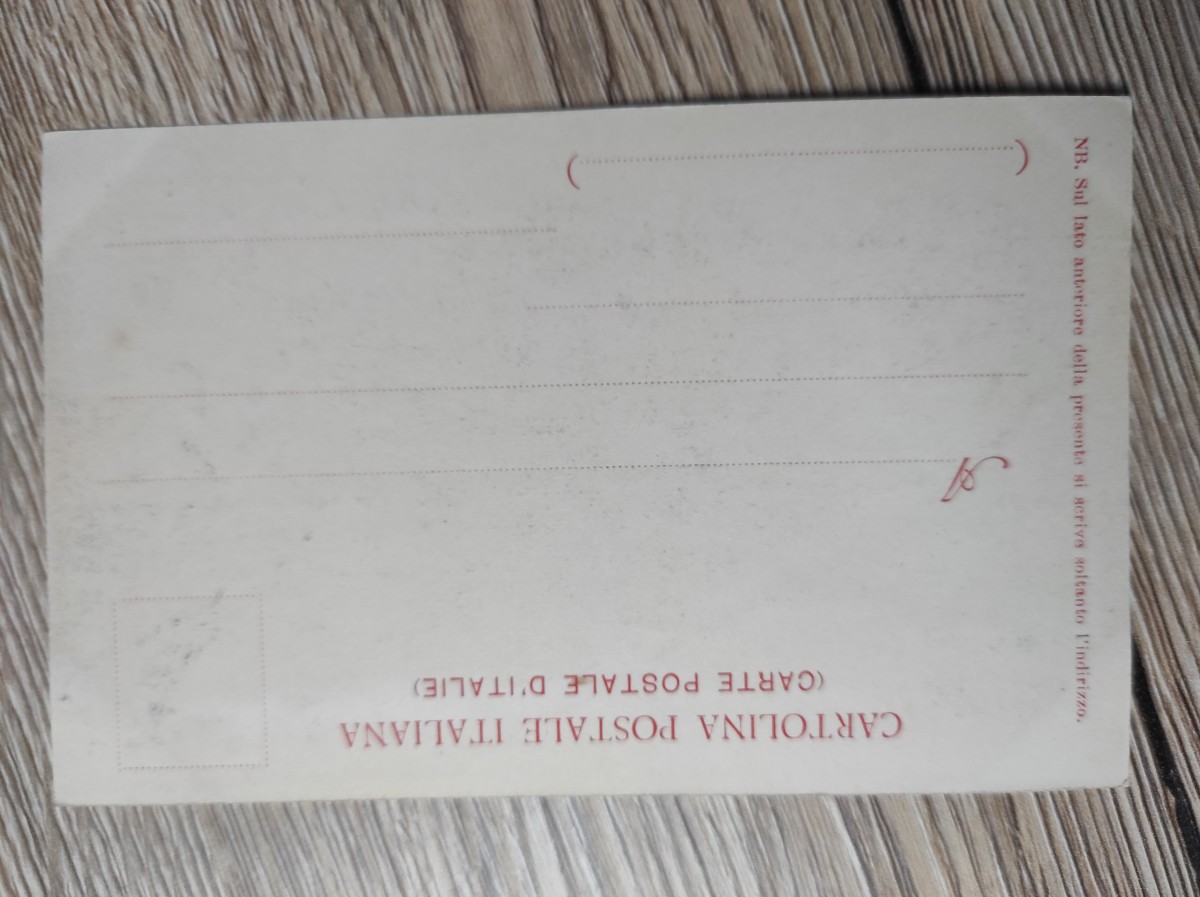 CARTOLINA POSTALE ITALIANA
(CARTE POSTALE D'ITALIE)
A
( )
NB. Sul lato anteriore della presente si scrive soltanto l'indirizzo.